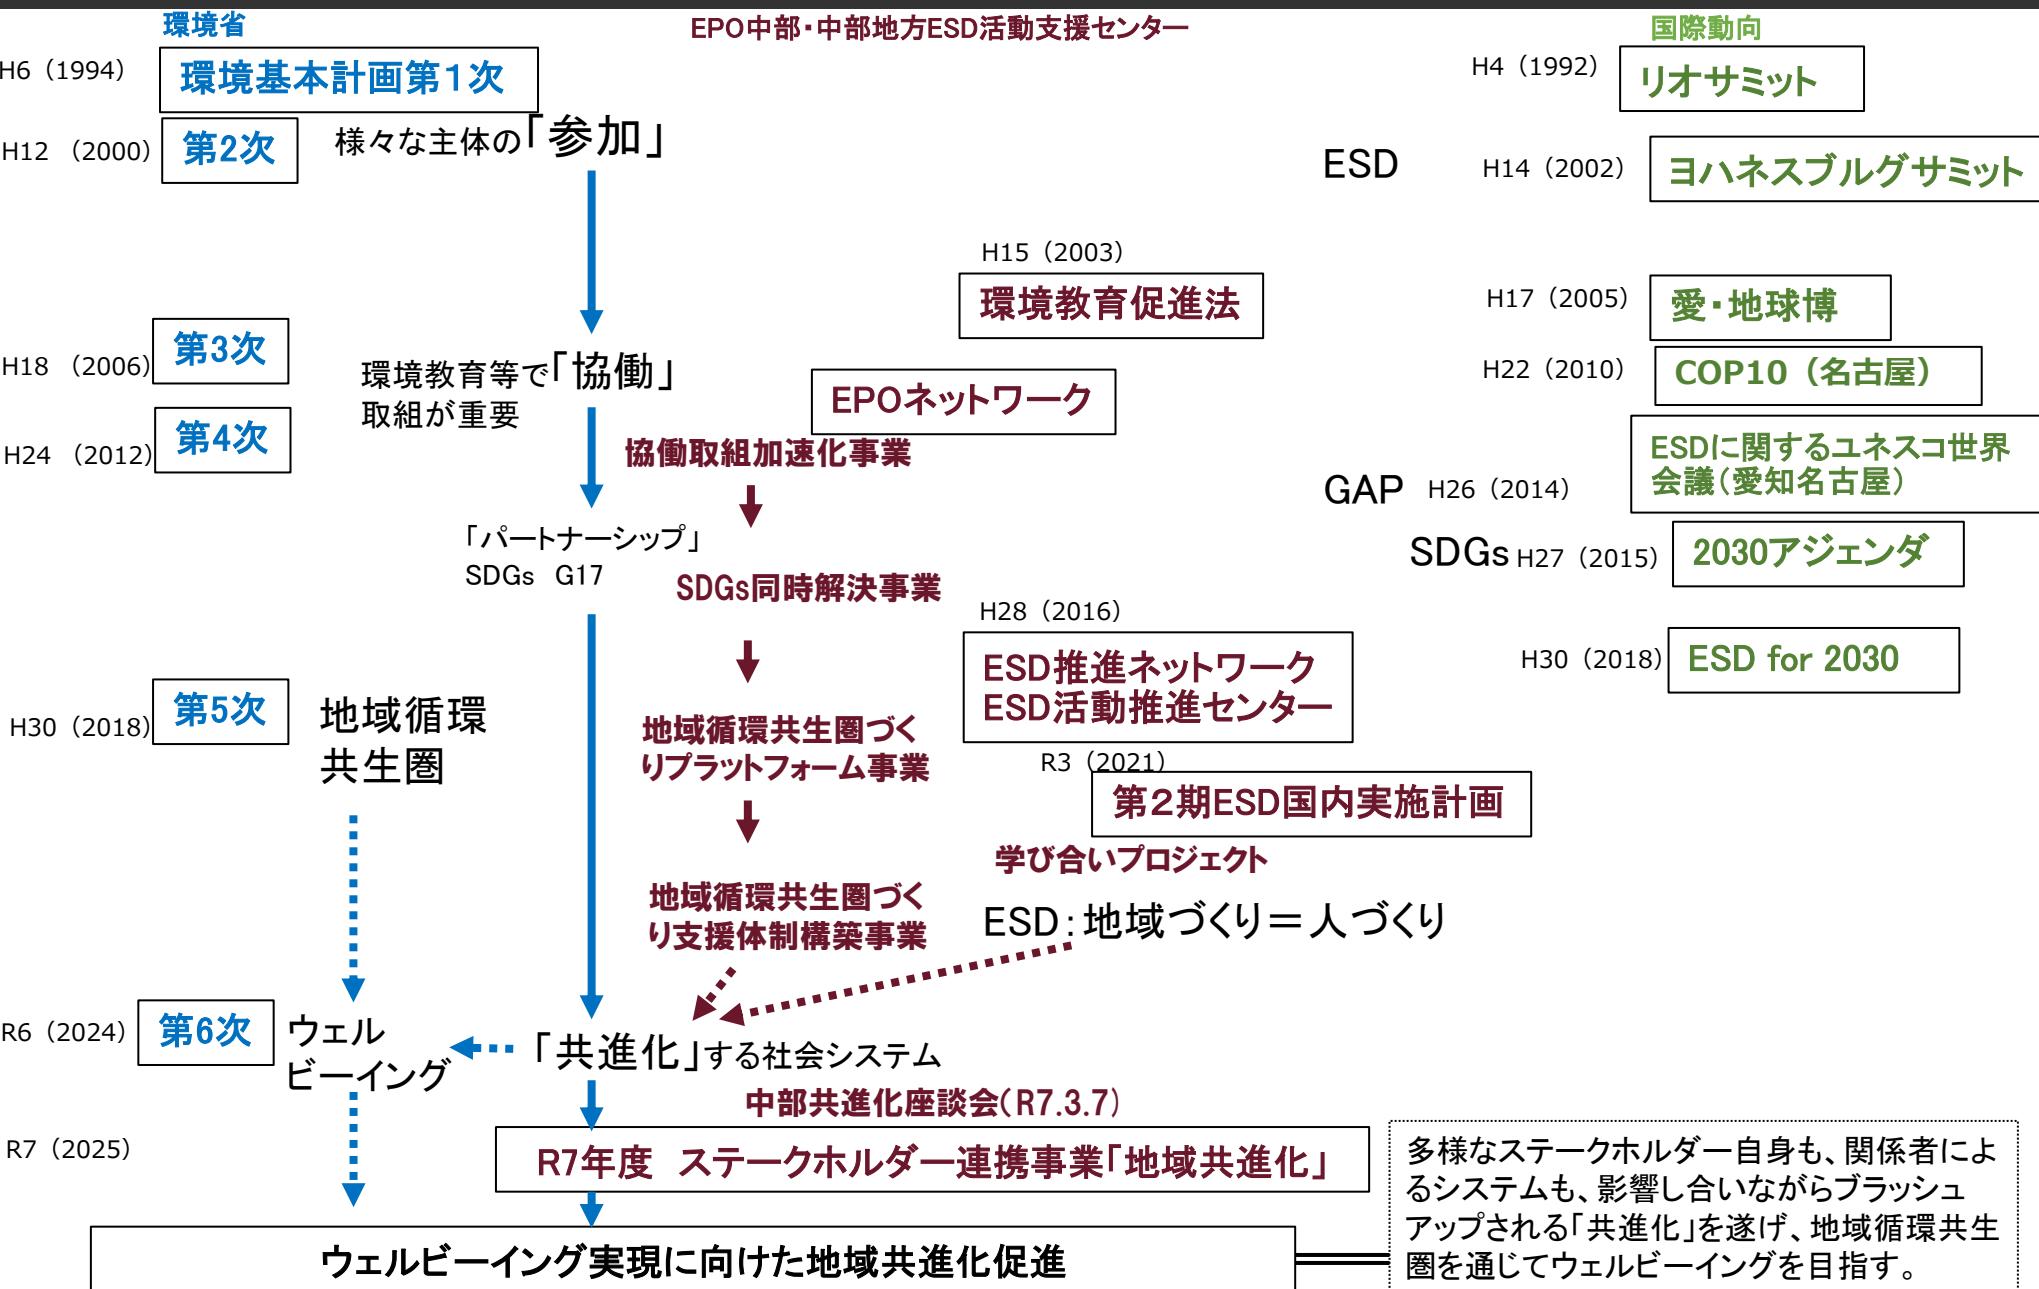 環境省
EPO中部・中部地方ESD活動支援センター
国際動向
H6（1994）
環境基本計画第１次
H4（1992）
リオサミット
H12 （2000）
第2次
様々な主体の「参加」
ESD
H14（2002）
ヨハネスブルグサミット
H15（2003）
環境教育促進法
H17（2005）
愛・地球博
H18 （2006）
第3次
環境教育等で「協働」
取組が重要
EPOネットワーク
H22（2010）
COP10（名古屋）
H24 （2012）
第4次
協働取組加速化事業
ESDに関するユネスコ世界
会議（愛知名古屋）
GAP
H26（2014）
「パートナーシップ」
SDGs G17
SDGs
H27（2015）
2030アジェンダ
SDGs同時解決事業
H28（2016）
ESD推進ネットワーク
ESD活動推進センター
H30（2018）
ESD for 2030
H30（2018）
第5次
地域循環
共生圏
地域循環共生圏づく
りプラットフォーム事業
R3（2021）
第２期ESD国内実施計画
学び合いプロジェクト
地域循環共生圏づく
り支援体制構築事業
ESD：地域づくり＝人づくり
R6（2024）
第6次
ウェル
ビーイング
「共進化」する社会システム
中部共進化座談会（R7.3.7）
R7（2025）
R7年度 ステークホルダー連携事業「地域共進化」
多様なステークホルダー自身も、関係者によ
るシステムも、影響し合いながらブラッシュ
アップされる「共進化」を遂げ、地域循環共生
圏を通じてウェルビーイングを目指す。
ウェルビーイング実現に向けた地域共進化促進